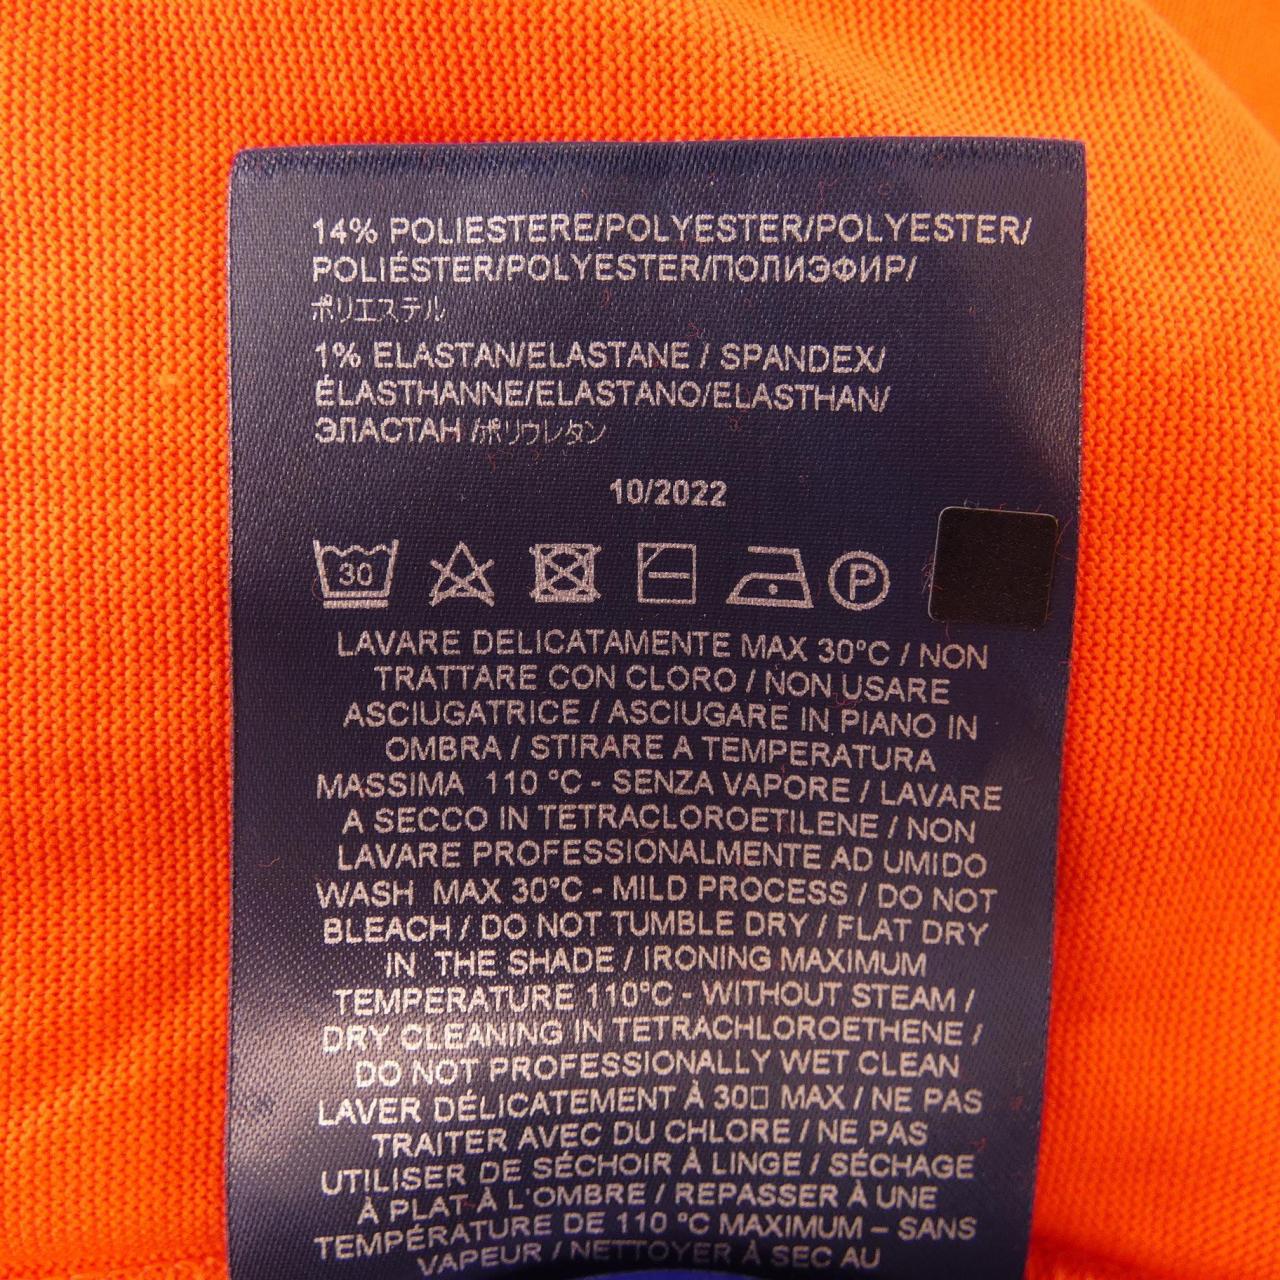 14% POLIESTERE/POLYESTER/POLYESTER/
POLIÉSTER/POLYESTER/ПОЛИЭФИР/
ポリエステル
1% ELASTAN/ELASTANE / SPANDEX/
ÉLASTHANNE/ELASTANO/ELASTHAN/
ЭЛАСТАН /ポリウレタン
10/2022
30 P
LAVARE DELICATAMENTE MAX 30°C / NON
TRATTARE CON CLORO / NON USARE
ASCIUGATRICE / ASCIUGARE IN PIANO IN
OMBRA / STIRARE A TEMPERATURA
MASSIMA 110 °C - SENZA VAPORE / LAVARE
A SECCO IN TETRACLOROETILENE / NON
LAVARE PROFESSIONALMENTE AD UMIDO
WASH MAX 30°C - MILD PROCESS / DO NOT
BLEACH / DO NOT TUMBLE DRY / FLAT DRY
IN THE SHADE / IRONING MAXIMUM
TEMPERATURE 110°C - WITHOUT STEAM /
DRY CLEANING IN TETRACHLOROETHENE /
DO NOT PROFESSIONALLY WET CLEAN
LAVER DÉLICATEMENT À 30□ MAX / NE PAS
TRAITER AVEC DU CHLORE / NE PAS
UTILISER DE SÉCHOIR À LINGE / SÉCHAGE
À PLAT À L'OMBRE / REPASSER À UNE
TEMPÉRATURE DE 110 °C MAXIMUM – SANS
VAPEUR / NETTOYER À SEC AU